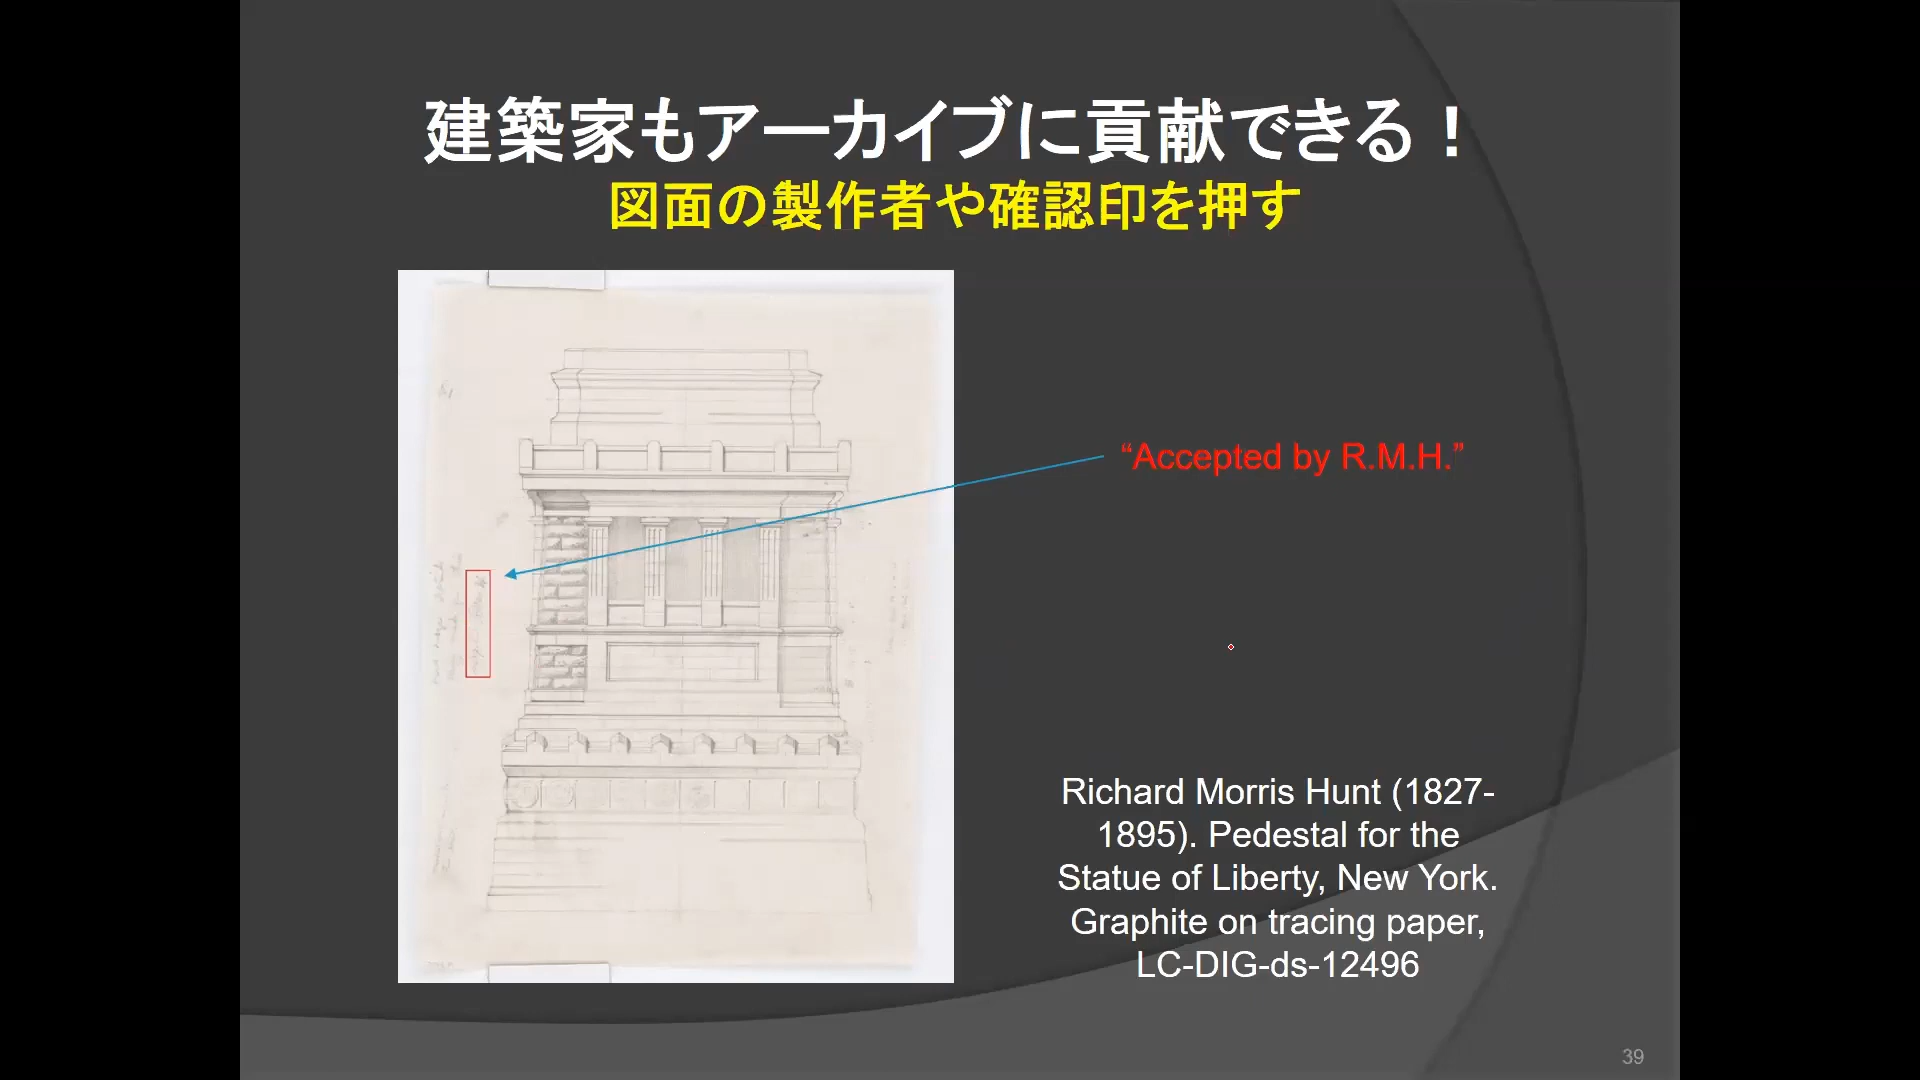 建築家もアーカイブに貢献できる！
図面の製作者や確認印を押す
“Accepted by R.M.H.”
Richard Morris Hunt (1827-
1895). Pedestal for the
Statue of Liberty, New York.
Graphite on tracing paper,
LC-DIG-ds-12496
39